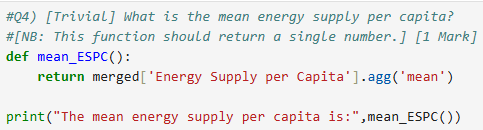 #Q4) [Trivial] What is the mean energy supply per capita?
#[NB: This function should return a single number.] [1 Mark]
def mean_ESPC():
    return merged['Energy Supply per Capita'].agg('mean')
print("The mean energy supply per capita is:",mean_ESPC())